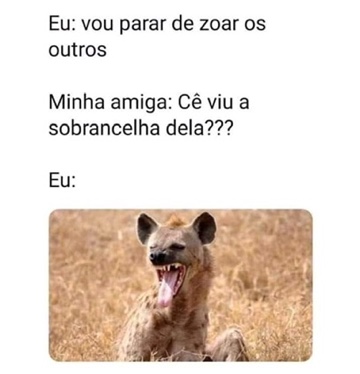 Eu: vou parar de zoar os
outros
Minha amiga: Cê viu a
sobrancelha dela???
Eu: